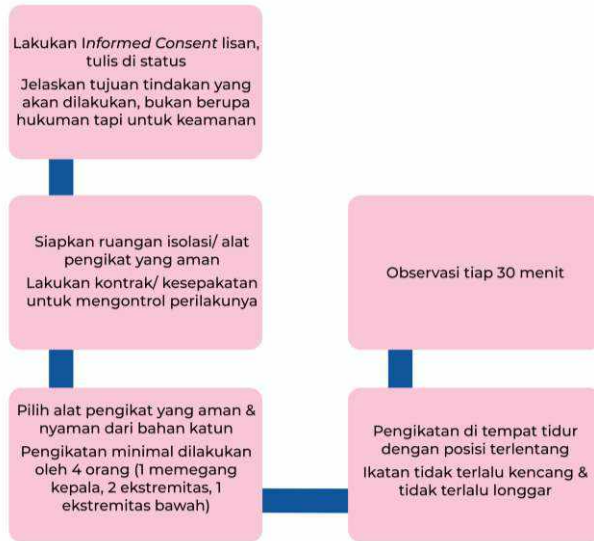 Lakukan Informed Consent lisan,
tulis di status
Jelaskan tujuan tindakan yang
akan dilakukan, bukan berupa
hukuman tapi untuk keamanan
Siapkan ruangan isolasi/ alat
pengikat yang aman
Lakukan kontrak/ kesepakatan
untuk mengontrol perilakunya
Pilih alat pengikat yang aman &
nyaman dari bahan katun
Pengikatan minimal dilakukan
oleh 4 orang (1 memegang
kepala, 2 ekstremitas, 1
ekstremitas bawah)
Pengikatan di tempat tidur
dengan posisi terlentang
Ikatan tidak terlalu kencang &
tidak terlalu longgar
Observasi tiap 30 menit